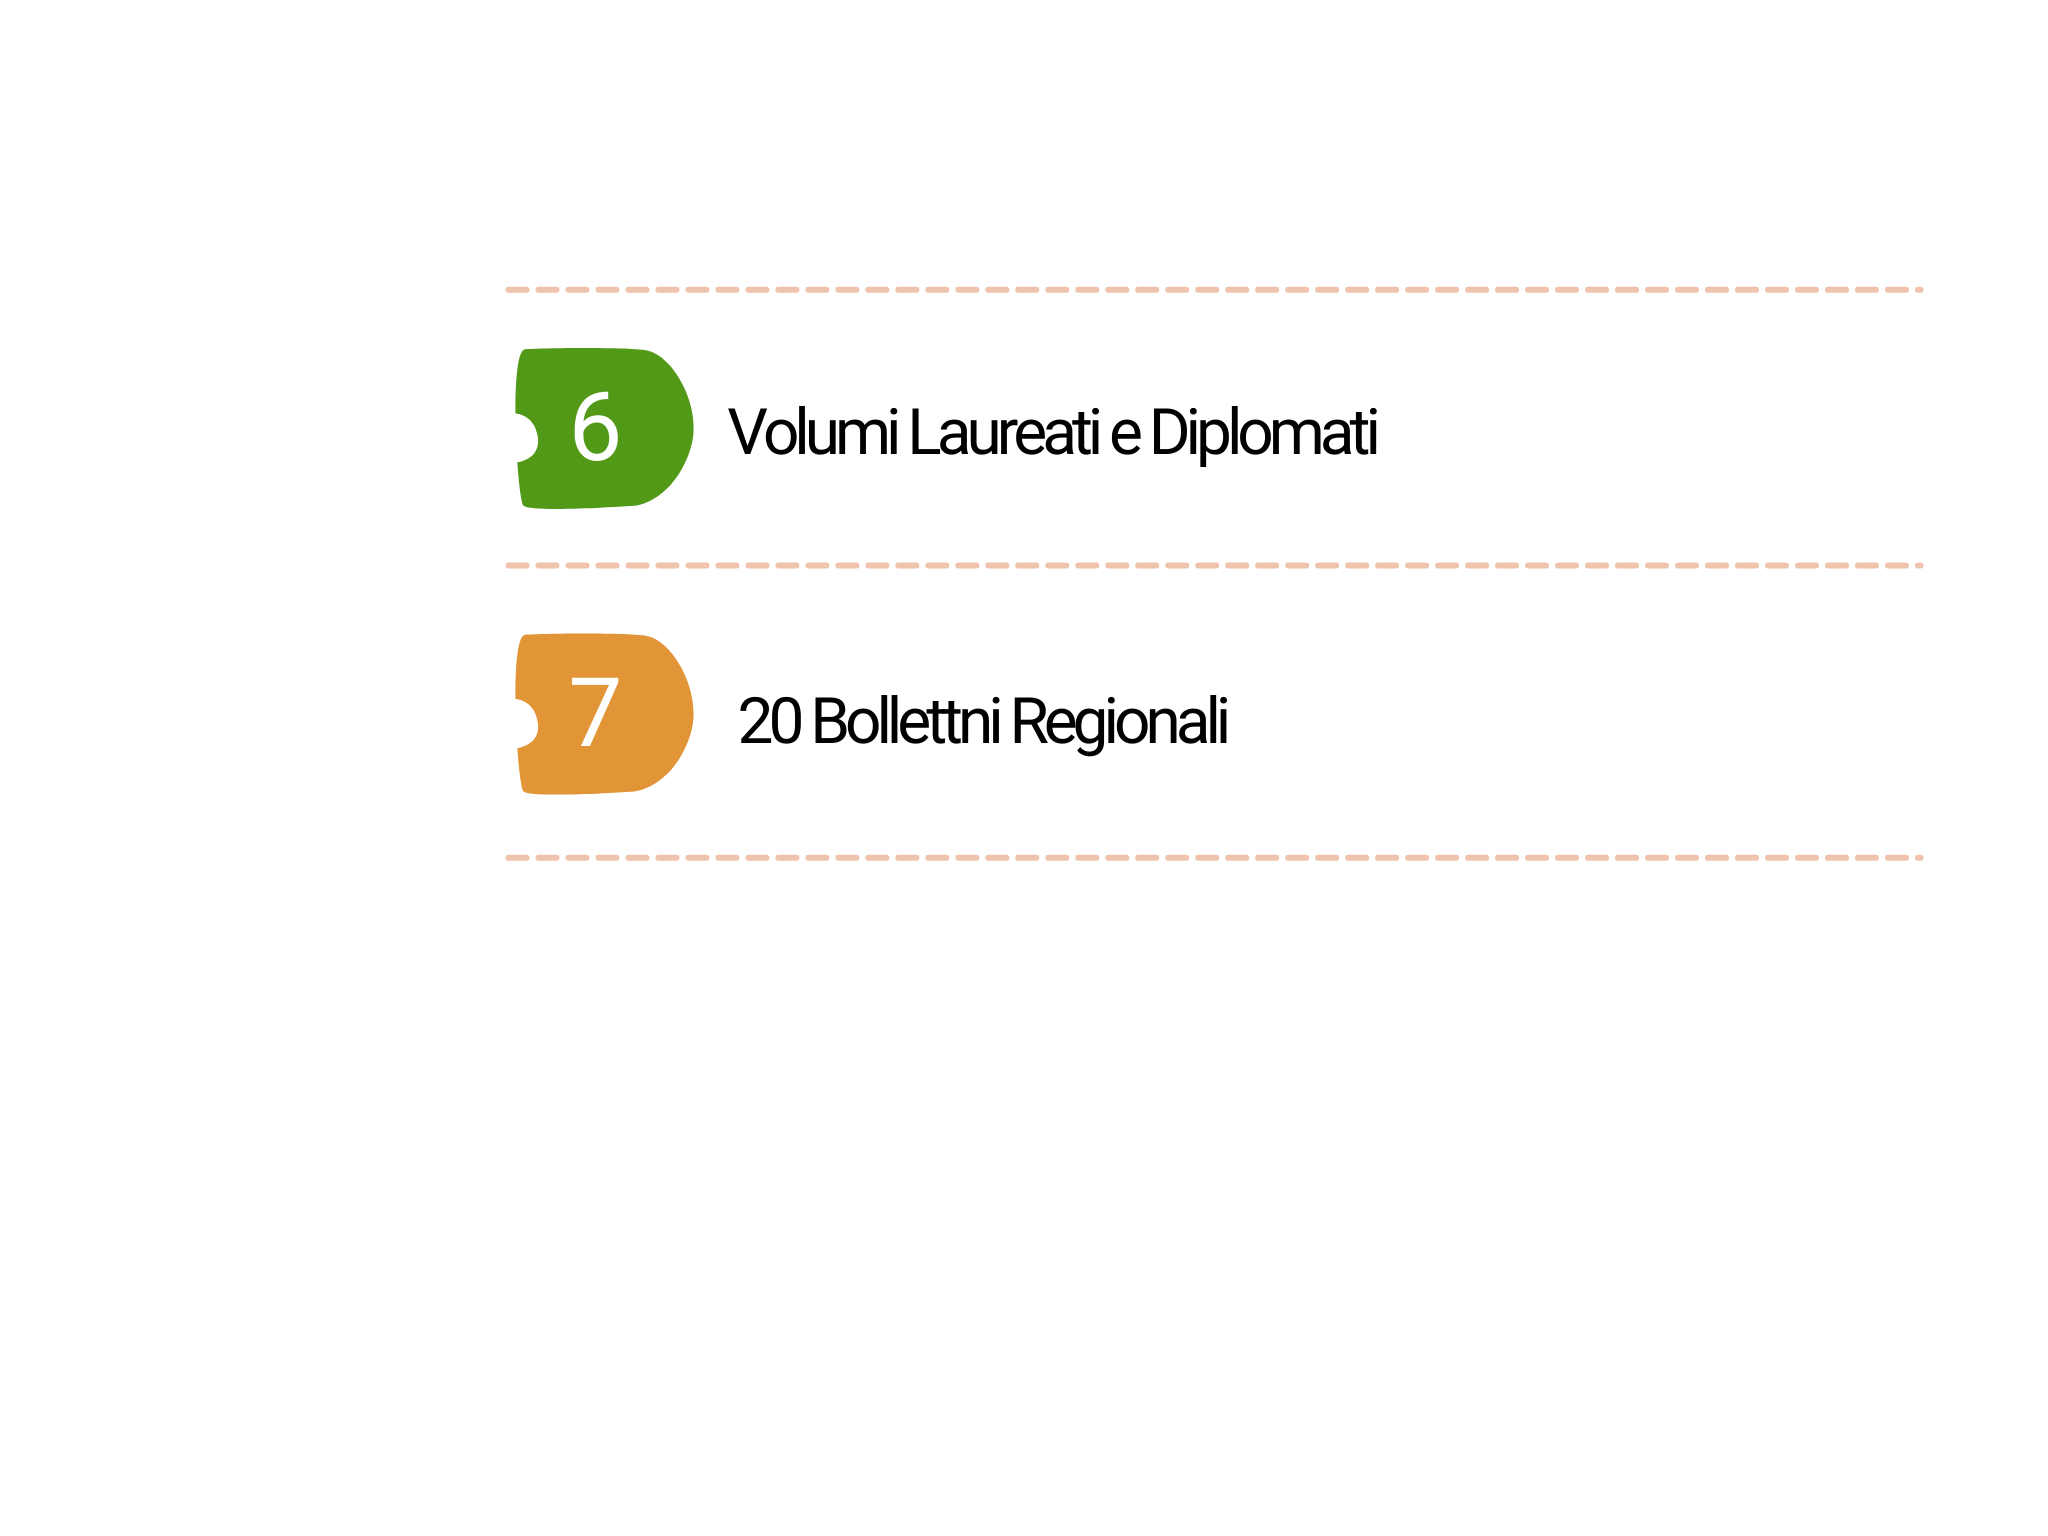 6
Volumi Laureati e Diplomati
7
20 Bollettni Regionali